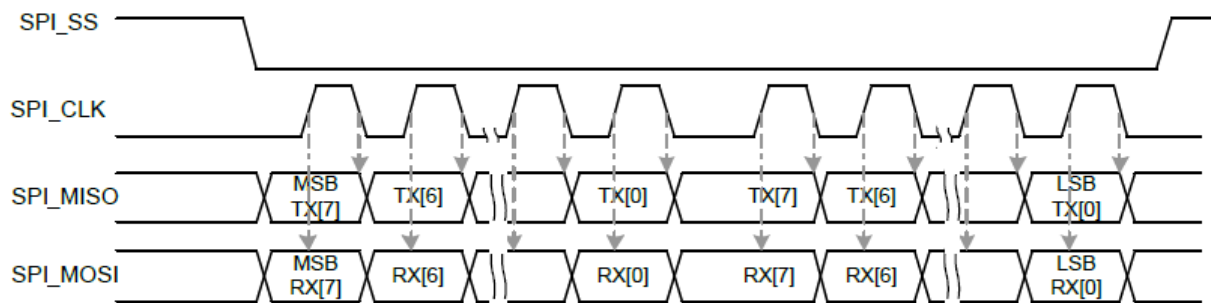 SPI_SS
SPI_CLK
SPI_MISO
MSB
TX[7]
TX[6]
TX[0]
TX[7]
TX[6]
LSB
TX[0]
SPI_MOSI
MSB
RX[7]
RX[6]
RX[0]
RX[7]
RX[6]
LSB
RX[0]